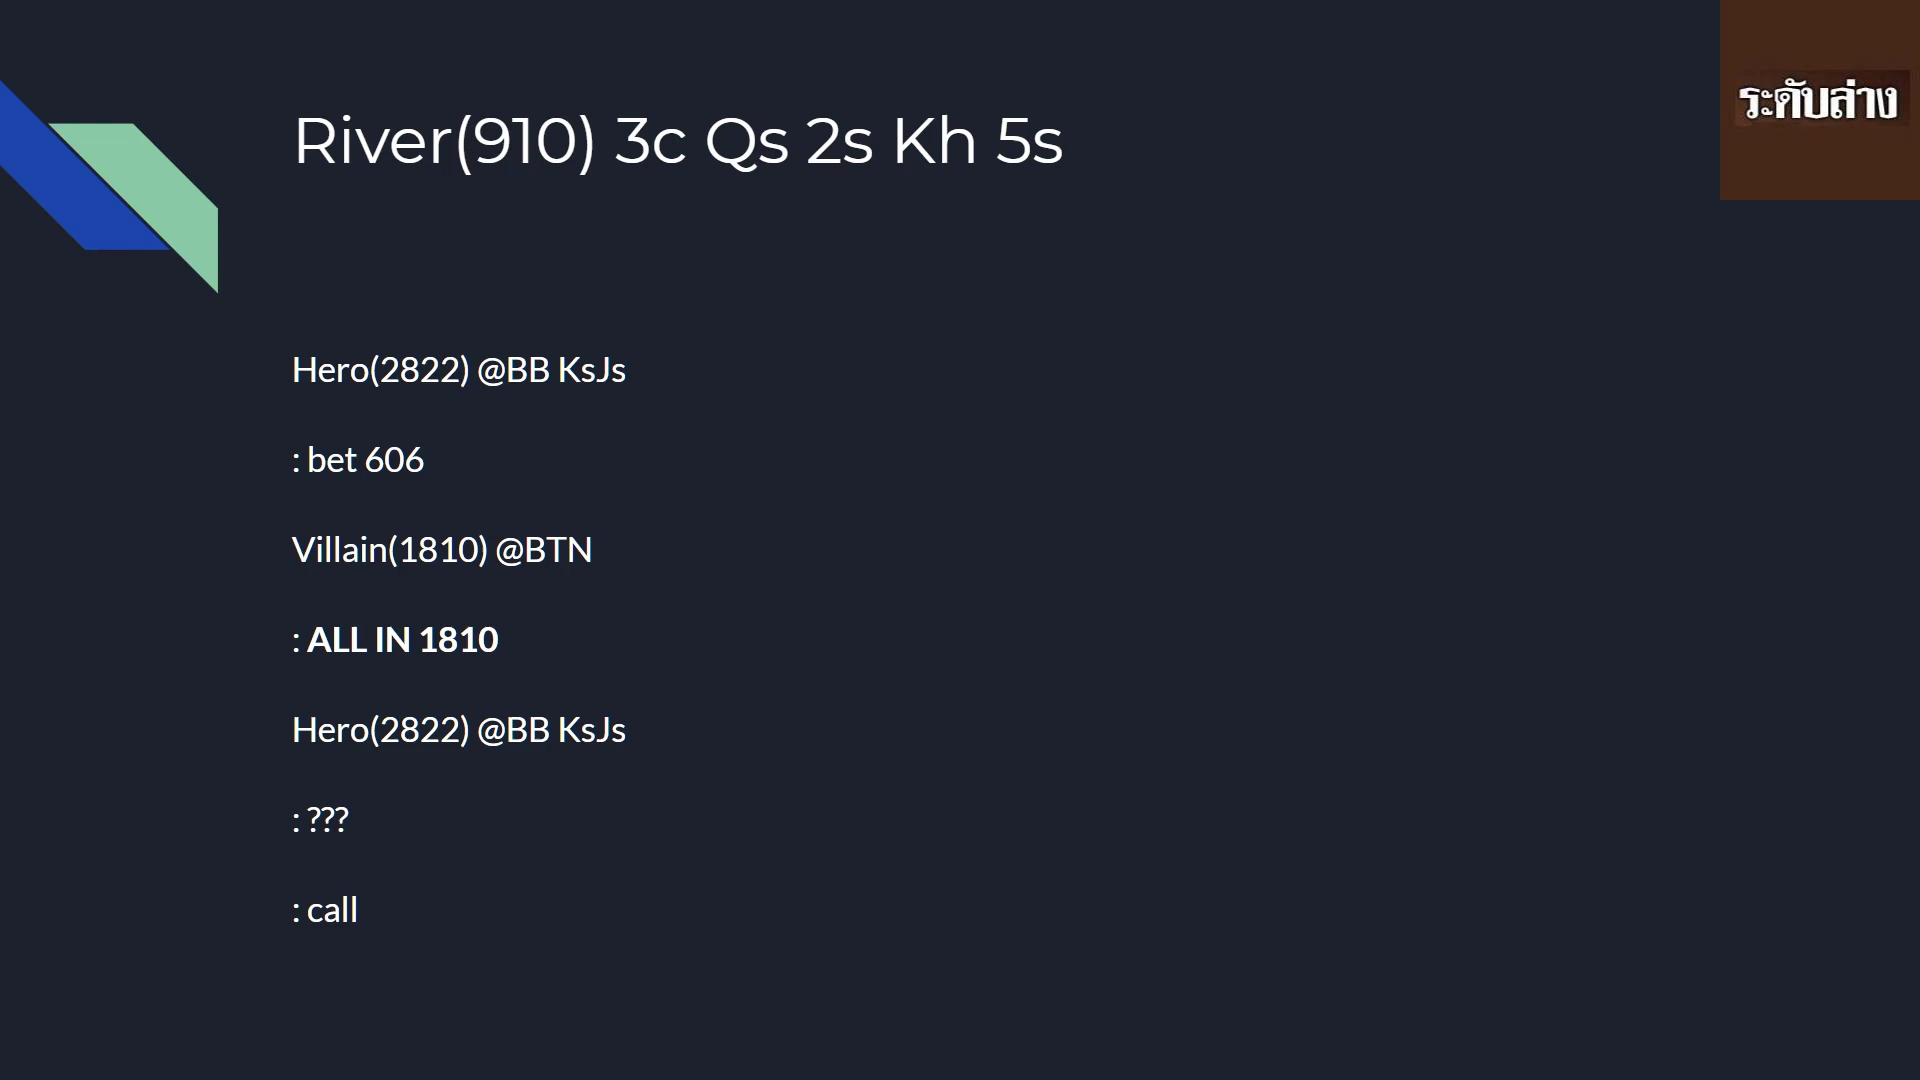 ระดับล่าง
River(910) 3c Qs 2s Kh 5s
Hero(2822) @BB KsJs
: bet 606
Villain(1810) @BTN
: ALL IN 1810
Hero(2822) @BB KsJs
: ???
: call